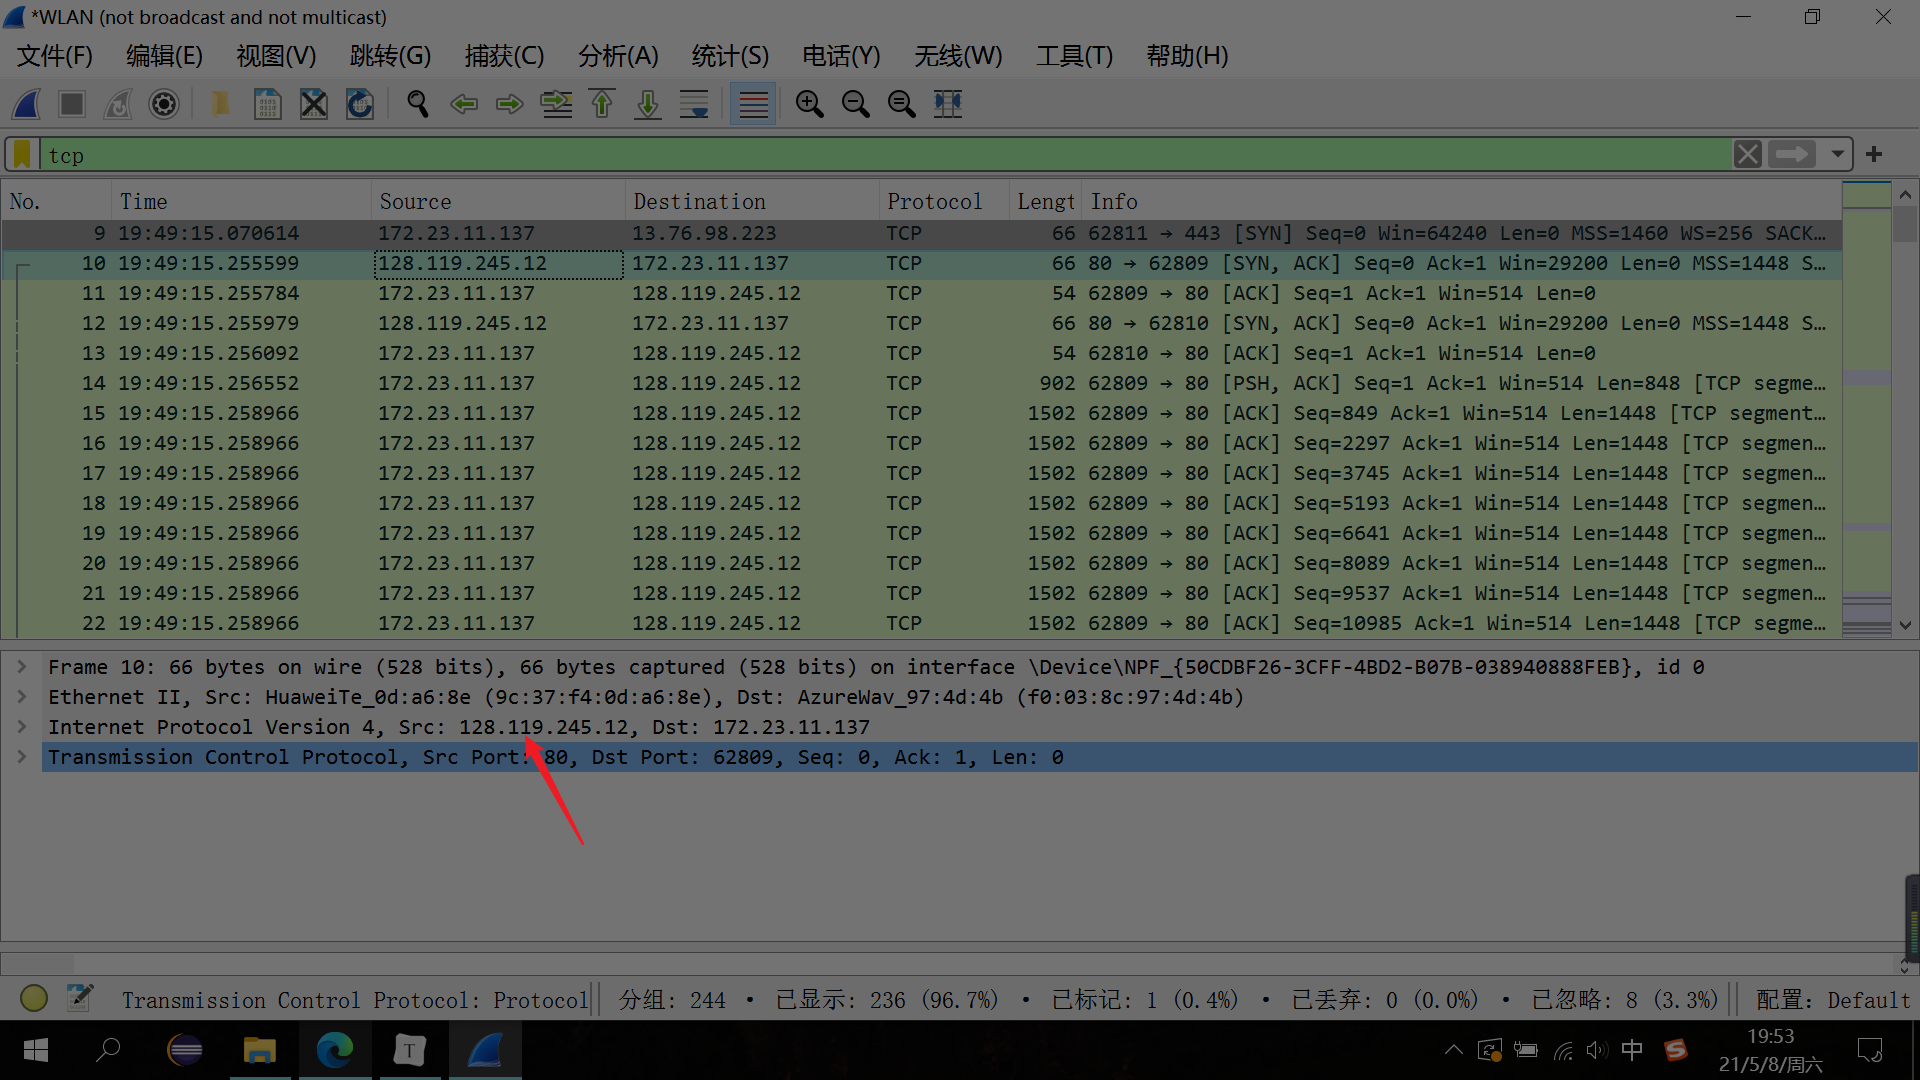 *WLAN (not broadcast and not multicast)
文件(F) 编辑(E) 视图(V) 跳转(G) 捕获(C) 分析(A) 统计(S) 电话(Y) 无线(W) 工具(T) 帮助(H)
tcp
No. Time Source Destination Protocol Lengt Info
9 19:49:15.070614 172.23.11.137 13.76.98.223 TCP 66 62811 → 443 [SYN] Seq=0 Win=64240 Len=0 MSS=1460 WS=256 SACK…
10 19:49:15.255599 128.119.245.12 172.23.11.137 TCP 66 80 → 62809 [SYN, ACK] Seq=0 Ack=1 Win=29200 Len=0 MSS=1448 S…
11 19:49:15.255784 172.23.11.137 128.119.245.12 TCP 54 62809 → 80 [ACK] Seq=1 Ack=1 Win=514 Len=0
12 19:49:15.255979 128.119.245.12 172.23.11.137 TCP 66 80 → 62810 [SYN, ACK] Seq=0 Ack=1 Win=29200 Len=0 MSS=1448 S…
13 19:49:15.256092 172.23.11.137 128.119.245.12 TCP 54 62810 → 80 [ACK] Seq=1 Ack=1 Win=514 Len=0
14 19:49:15.256552 172.23.11.137 128.119.245.12 TCP 902 62809 → 80 [PSH, ACK] Seq=1 Ack=1 Win=514 Len=848 [TCP segme…
15 19:49:15.258966 172.23.11.137 128.119.245.12 TCP 1502 62809 → 80 [ACK] Seq=849 Ack=1 Win=514 Len=1448 [TCP segment…
16 19:49:15.258966 172.23.11.137 128.119.245.12 TCP 1502 62809 → 80 [ACK] Seq=2297 Ack=1 Win=514 Len=1448 [TCP segmen…
17 19:49:15.258966 172.23.11.137 128.119.245.12 TCP 1502 62809 → 80 [ACK] Seq=3745 Ack=1 Win=514 Len=1448 [TCP segmen…
18 19:49:15.258966 172.23.11.137 128.119.245.12 TCP 1502 62809 → 80 [ACK] Seq=5193 Ack=1 Win=514 Len=1448 [TCP segmen…
19 19:49:15.258966 172.23.11.137 128.119.245.12 TCP 1502 62809 → 80 [ACK] Seq=6641 Ack=1 Win=514 Len=1448 [TCP segmen…
20 19:49:15.258966 172.23.11.137 128.119.245.12 TCP 1502 62809 → 80 [ACK] Seq=8089 Ack=1 Win=514 Len=1448 [TCP segmen…
21 19:49:15.258966 172.23.11.137 128.119.245.12 TCP 1502 62809 → 80 [ACK] Seq=9537 Ack=1 Win=514 Len=1448 [TCP segmen…
22 19:49:15.258966 172.23.11.137 128.119.245.12 TCP 1502 62809 → 80 [ACK] Seq=10985 Ack=1 Win=514 Len=1448 [TCP segme…
Frame 10: 66 bytes on wire (528 bits), 66 bytes captured (528 bits) on interface \Device\NPF_{50CDBF26-3CFF-4BD2-B07B-038940888FEB}, id 0
Ethernet II, Src: HuaweiTe_0d:a6:8e (9c:37:f4:0d:a6:8e), Dst: AzureWav_97:4d:4b (f0:03:8c:97:4d:4b)
Internet Protocol Version 4, Src: 128.119.245.12, Dst: 172.23.11.137
Transmission Control Protocol, Src Port: 80, Dst Port: 62809, Seq: 0, Ack: 1, Len: 0
Transmission Control Protocol: Protocol 分组: 244 · 已显示: 236 (96.7%) · 已标记: 1 (0.4%) · 已丢弃: 0 (0.0%) · 已忽略: 8 (3.3%) 配置: Default
T 中 S 19:53
21/5/8/周六